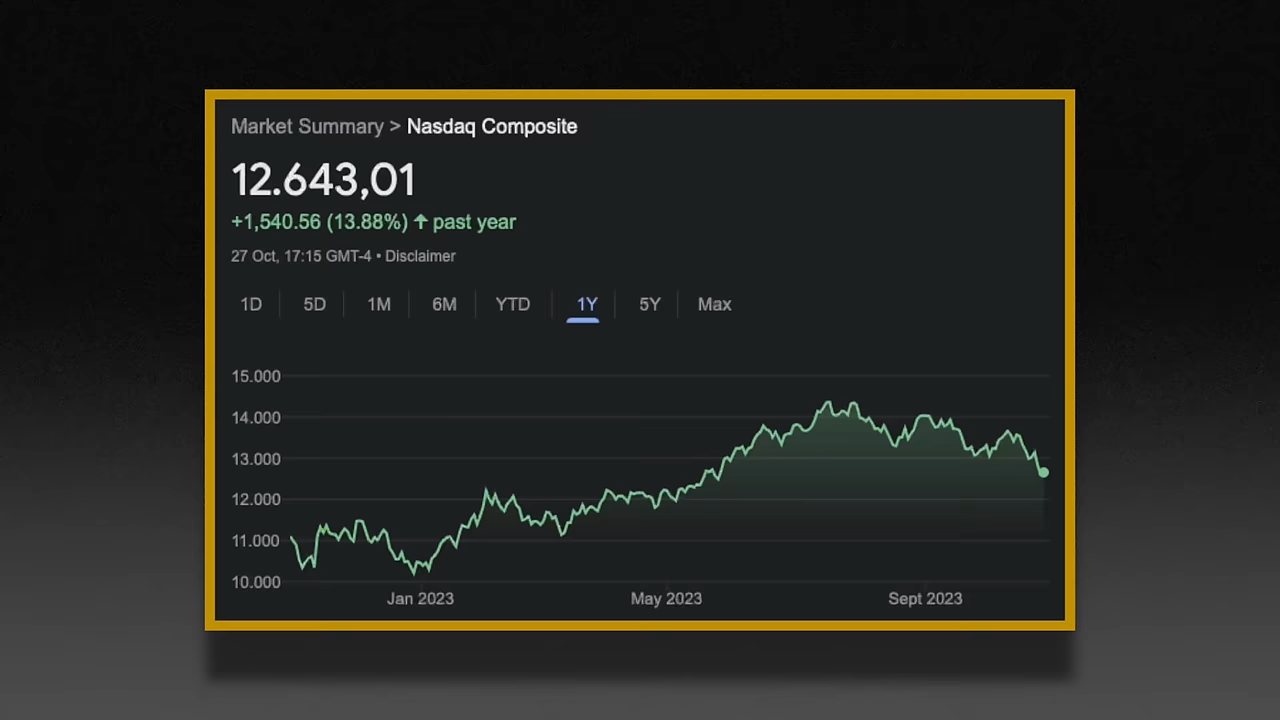 Market Summary > Nasdaq Composite
12.643,01
+1,540.56 (13.88%) ↑ past year
27 Oct, 17:15 GMT-4 • Disclaimer
1D 5D 1M 6M YTD 1Y 5Y Max
15.000
14.000
13.000
12.000
11.000
10.000
Jan 2023 May 2023 Sept 2023